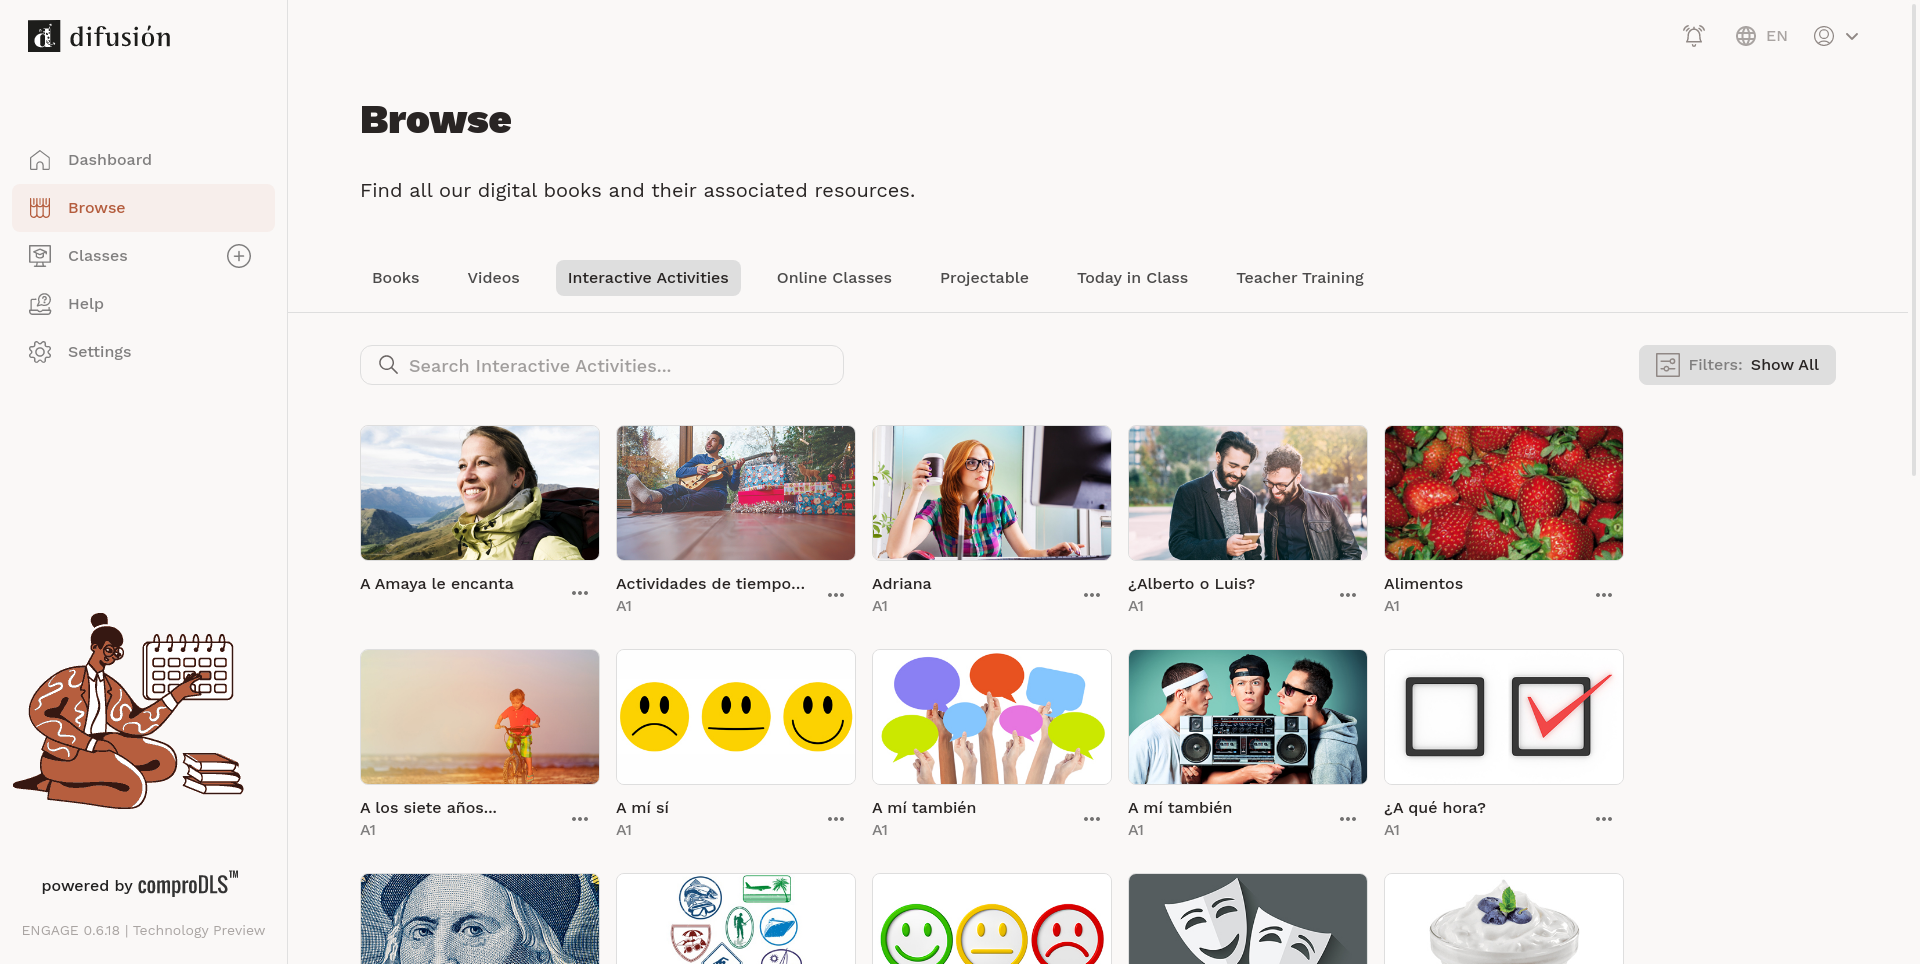 difusión
EN
Browse
Find all our digital books and their associated resources.
Dashboard
Browse
Classes
Help
Settings
Books
Videos
Interactive Activities
Online Classes
Projectable
Today in Class
Teacher Training
Search Interactive Activities...
Filters: Show All
A Amaya le encanta
Actividades de tiempo...
A1
Adriana
A1
¿Alberto o Luis?
A1
Alimentos
A1
A los siete años...
A1
A mí sí
A1
A mí también
A1
A mí también
A1
¿A qué hora?
A1
powered by comproDLS™
ENGAGE 0.6.18 | Technology Preview